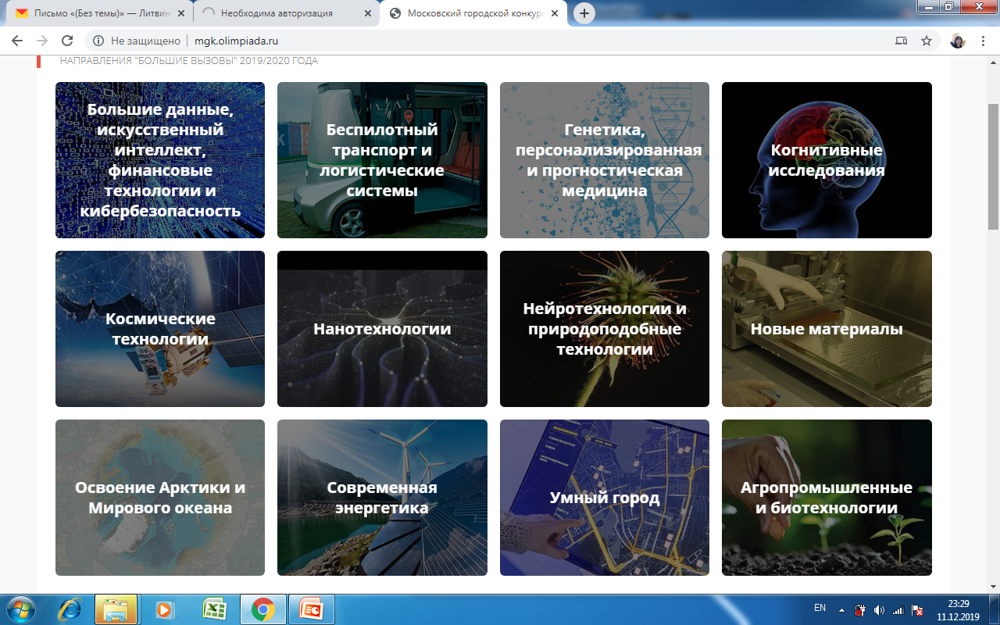 Письмо «(Без темы)» — Литвин
Необходима авторизация
Московский городской конкурс
Не защищено
mgk.olimpiada.ru
НАПРАВЛЕНИЯ "БОЛЬШИЕ ВЫЗОВЫ" 2019/2020 ГОДА
Большие данные,
искусственный
интеллект,
финансовые
технологии и
кибербезопасность
Беспилотный
транспорт и
логистические
системы
Генетика,
персонализированная
и прогностическая
медицина
Когнитивные
исследования
Космические
технологии
Нанотехнологии
Нейротехнологии и
природоподобные
технологии
Новые материалы
Освоение Арктики и
Мирового океана
Современная
энергетика
Умный город
Агропромышленные
и биотехнологии
EN
23:29
11.12.2019